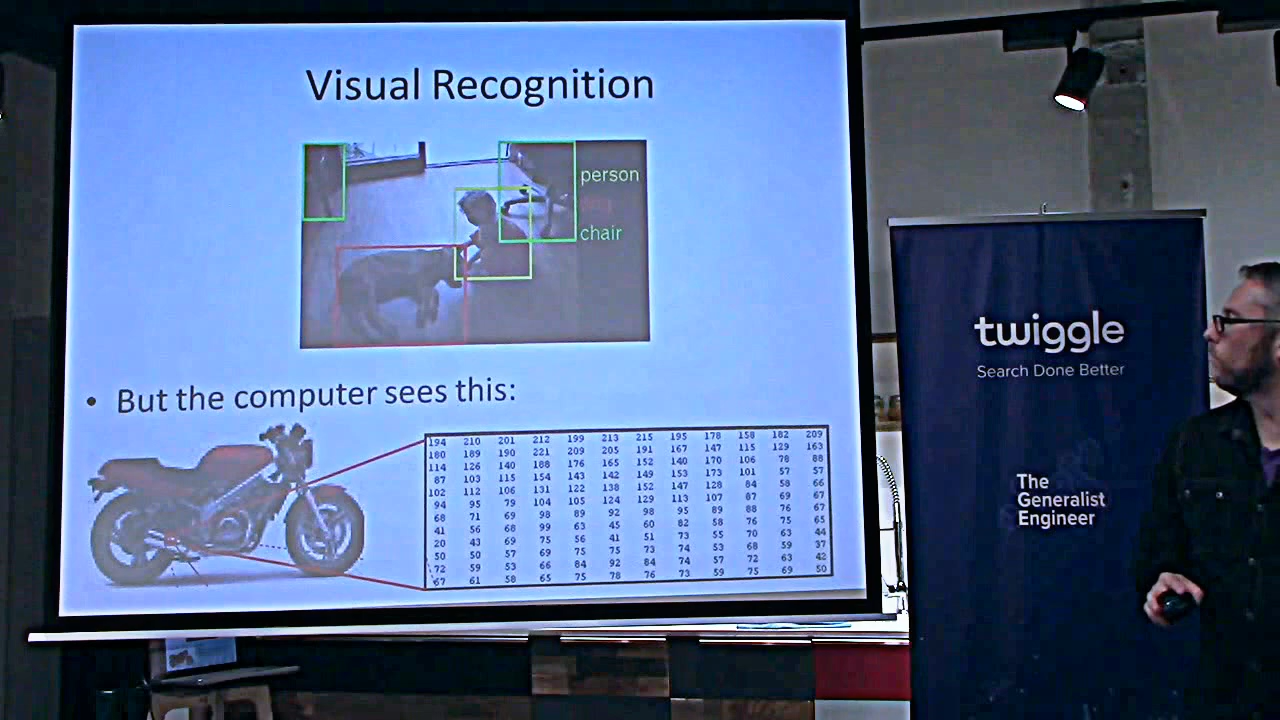 Visual Recognition
person
chair
• But the computer sees this:
194 210 201 212 199 213 215 195 178 158 182 209
180 189 190 221 209 205 191 167 147 115 129 163
114 126 140 188 176 165 152 140 170 106 78 88
87 103 115 154 143 142 149 153 173 101 57 57
102 112 106 131 122 138 152 147 128 84 58 66
94 95 79 104 105 124 129 113 107 87 69 67
68 71 69 98 89 92 98 95 89 88 76 67
41 56 68 99 63 45 60 82 58 76 75 65
20 43 69 75 56 41 51 73 55 70 63 44
50 50 57 69 75 75 73 74 53 68 59 37
72 59 53 66 84 92 84 74 57 72 63 42
67 61 58 65 75 78 76 73 59 75 69 50
twiggle
Search Done Better
The
Generalist
Engineer